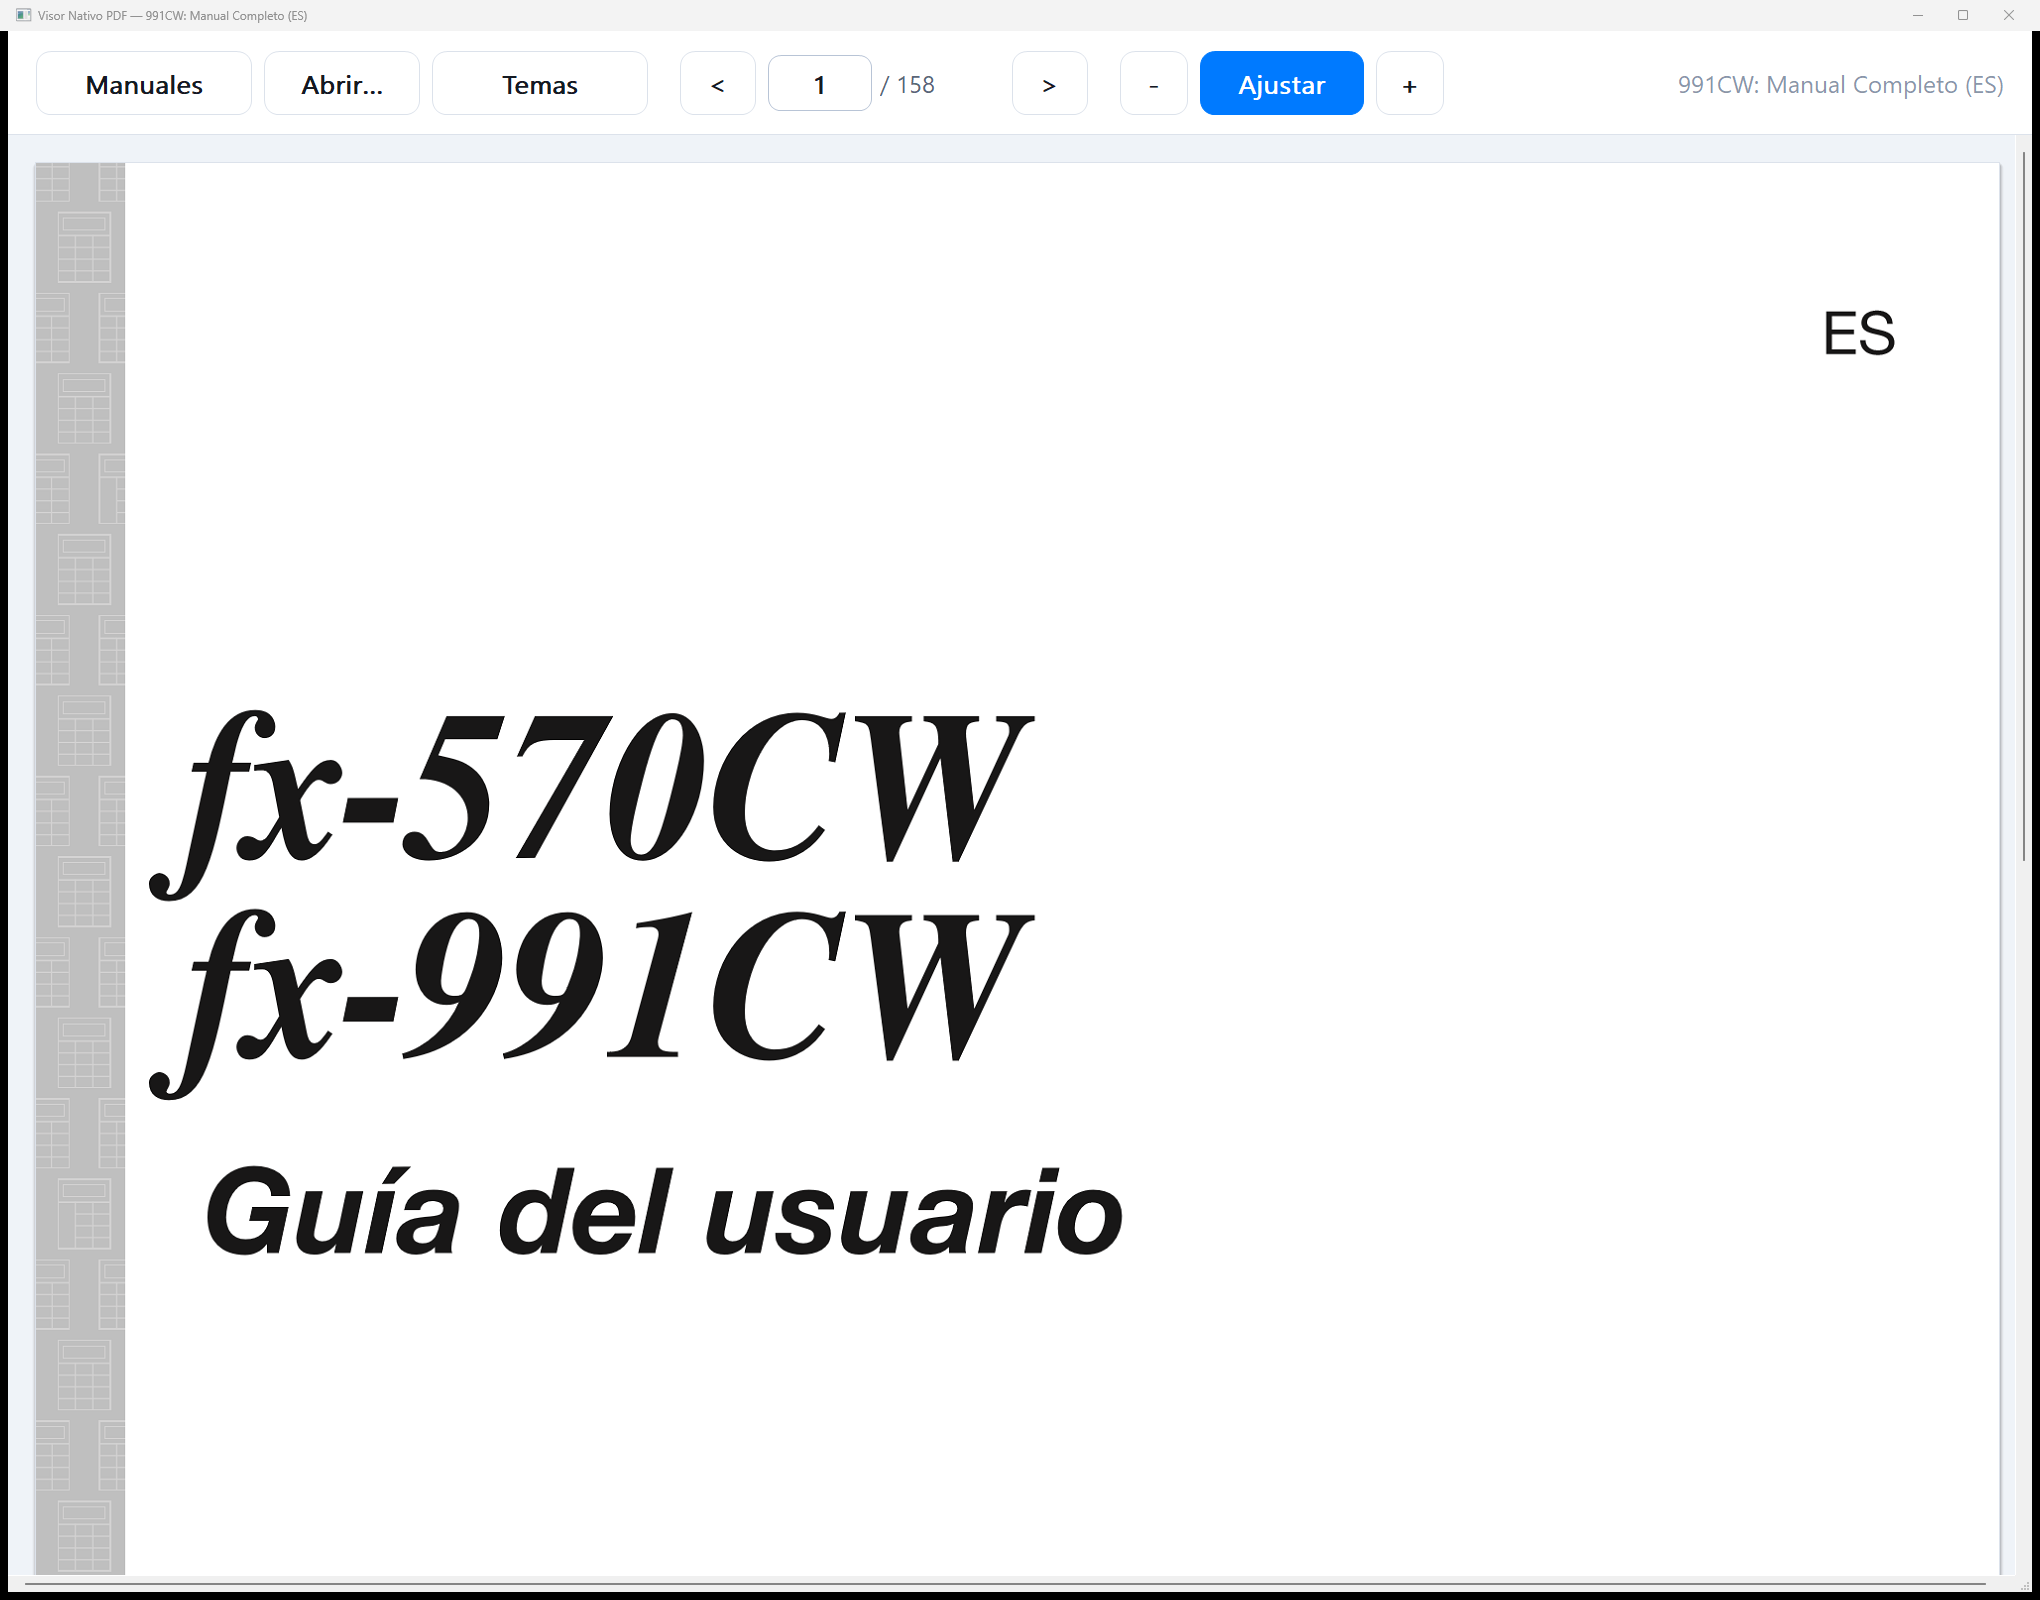 Visor Nativo PDF — 991CW: Manual Completo (ES)
Manuales Abrir... Temas < 1 / 158 > - Ajustar + 991CW: Manual Completo (ES)
ES
fx-570CW
fx-991CW
Guía del usuario